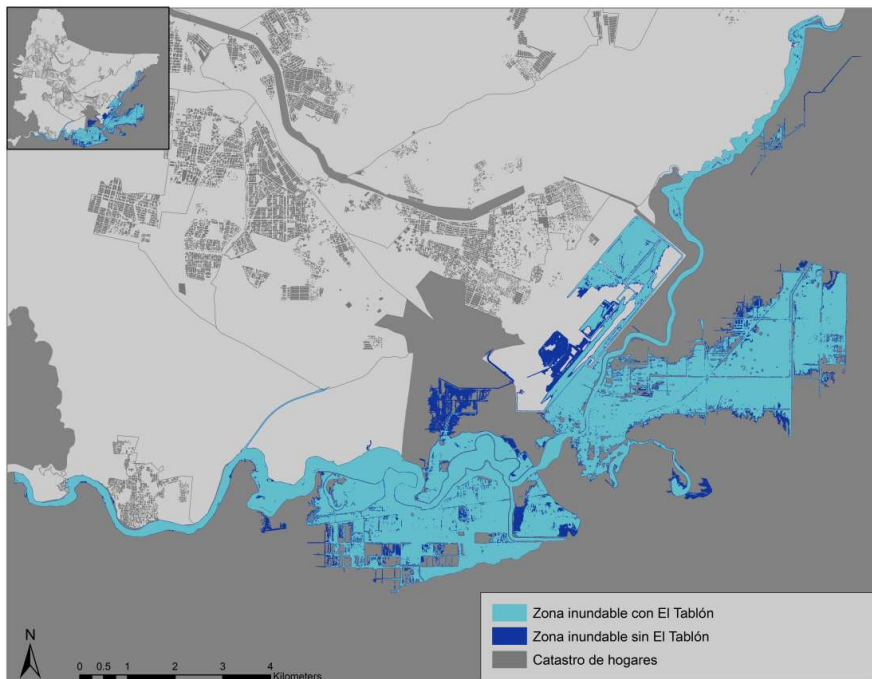 Zona inundable con El Tablón
Zona inundable sin El Tablón
Catastro de hogares
N
0 0.5 1 2 3 4
Kilometers